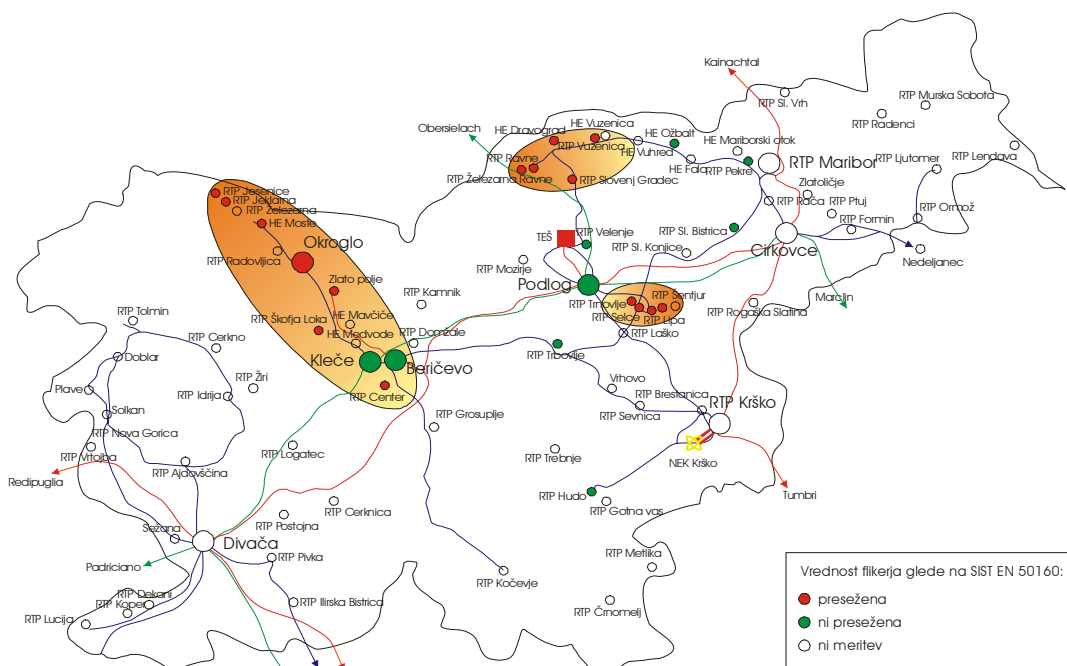 Kainachtal
RTP Sl. Vrh
RTP Murska Sobota
RTP Radenci
Obersielach
HE Dravograd
HE Vuzenica
HE Ožbalt
HE Mariborski otok
RTP Vuzenica
HE Vuhred
RTP Lendava
RTP Ravne
HE Fala
RTP Pekre
RTP Maribor
RTP Ljutomer
RTP Železarna Ravne
RTP Slovenj Gradec
RTP Jesenice
RTP Jeklarna
RTP Železarna
HE Moste
Zlatoličje
RTP Rača
RTP Ptuj
RTP Formin
RTP Ormož
Okroglo
TEŠ
RTP Velenje
RTP Sl. Bistrica
RTP Sl. Konjice
Cirkovce
Nedeljanec
RTP Radovljica
Zlato polje
RTP Mozirje
Podlog
RTP Kamnik
RTP Trnovlje
RTP Šentjur
RTP Selce
RTP Lipa
RTP Rogaška Slatina
RTP Tolmin
RTP Škofja Loka
HE Mavčiče
HE Medvode
RTP Domžale
RTP Laško
RTP Cerkno
Doblar
Kleče
Beričevo
RTP Trbovlje
Plave
RTP Idrija
RTP Žiri
RTP Center
Vrhovo
RTP Brestanica
RTP Krško
Solkan
RTP Grosuplje
RTP Sevnica
RTP Nova Gorica
RTP Vrtojba
RTP Logatec
RTP Trebnje
NEK Krško
Redipuglia
RTP Ajdovščina
RTP Hudo
Tumbri
RTP Cerknica
RTP Gotna vas
Sežana
RTP Postojna
Divača
RTP Pivka
Padriciano
RTP Kočevje
RTP Metlika
RTP Dekani
RTP Koper
RTP Lucija
RTP Ilirska Bistrica
RTP Črnomelj
Vrednost flikerja glede na SIST EN 50160:
presežena
ni presežena
ni meritev